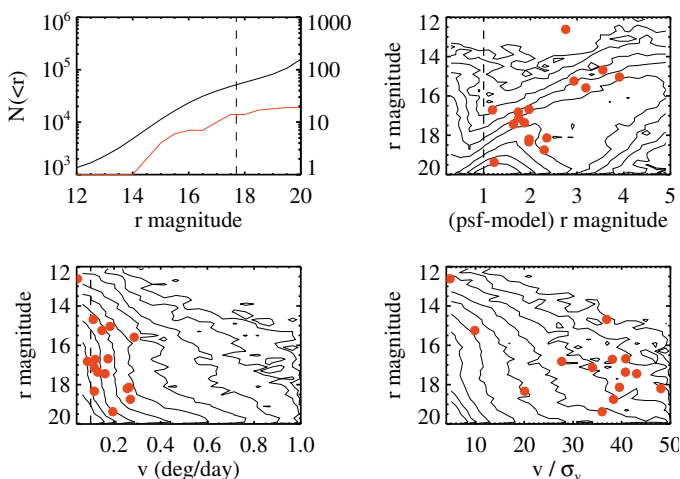 10^6
10^5
10^4
10^3
N(<r)
1000
100
10
1
12 14 16 18 20
r magnitude
12
14
16
18
20
r magnitude
0 1 2 3 4 5
(psf-model) r magnitude
12
14
16
18
20
r magnitude
0.2 0.4 0.6 0.8 1.0
v (deg/day)
12
14
16
18
20
r magnitude
10 20 30 40 50
v / σ_v